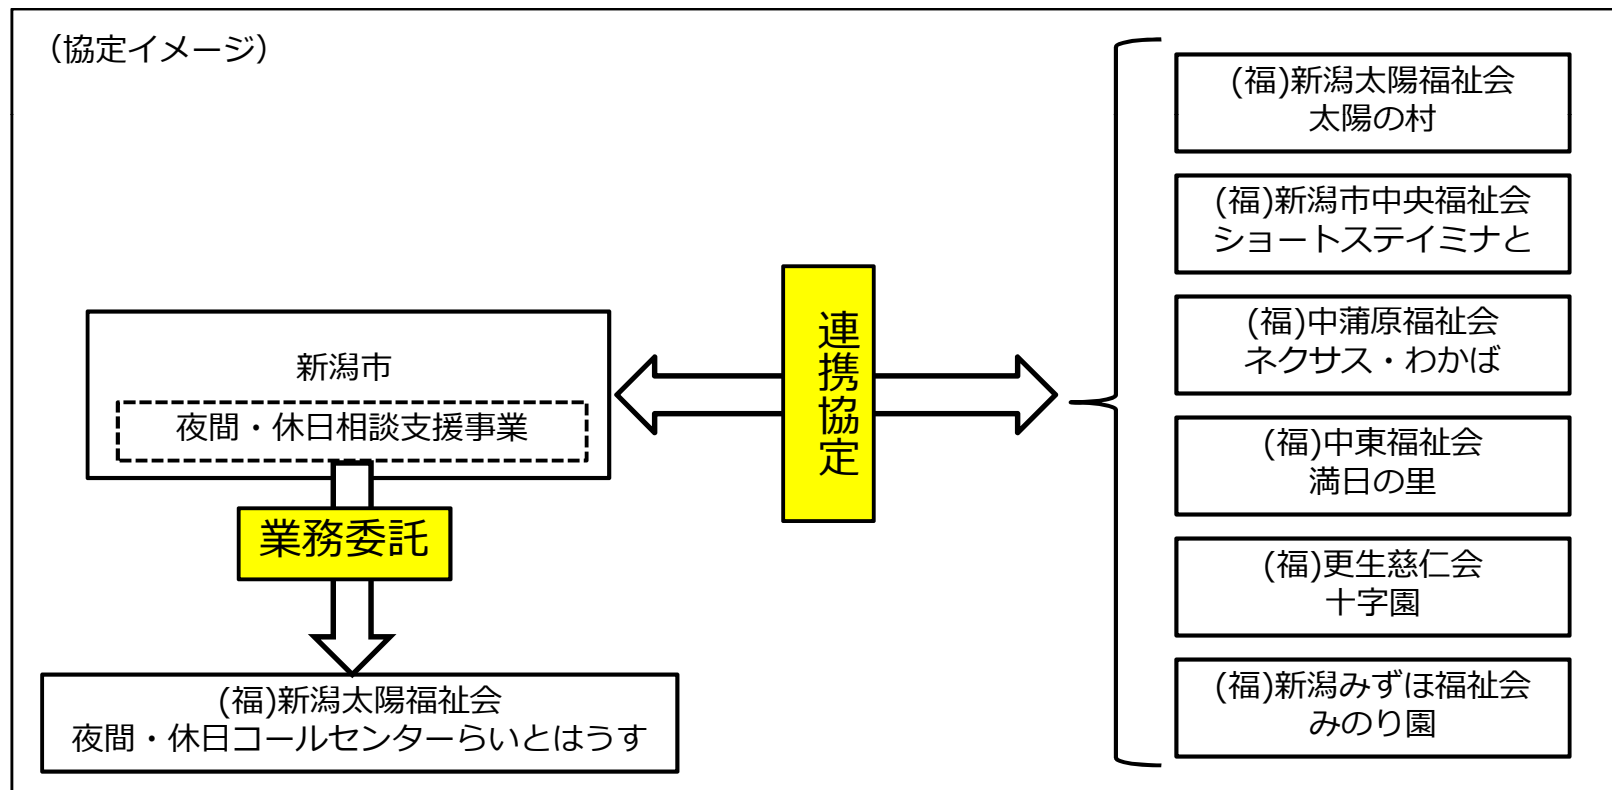 （協定イメージ）
新潟市
夜間・休日相談支援事業
業務委託
(福)新潟太陽福祉会
夜間・休日コールセンターらいとはうす
連携協定
(福)新潟太陽福祉会
太陽の村
(福)新潟市中央福祉会
ショートステイミナと
(福)中蒲原福祉会
ネクサス・わかば
(福)中東福祉会
満日の里
(福)更生慈仁会
十字園
(福)新潟みずほ福祉会
みのり園